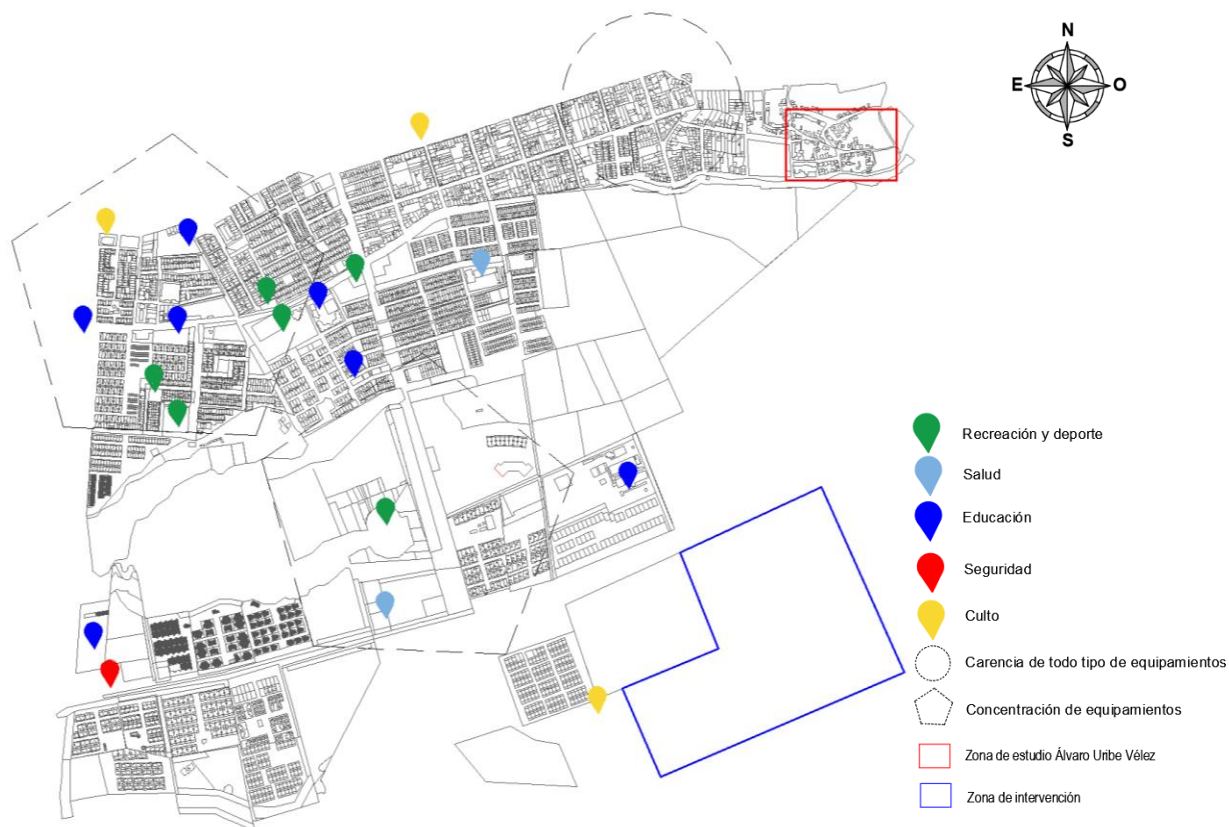 N
E
O
S
Recreación y deporte
Salud
Educación
Seguridad
Culto
Carencia de todo tipo de equipamientos
Concentración de equipamientos
Zona de estudio Álvaro Uribe Vélez
Zona de intervención